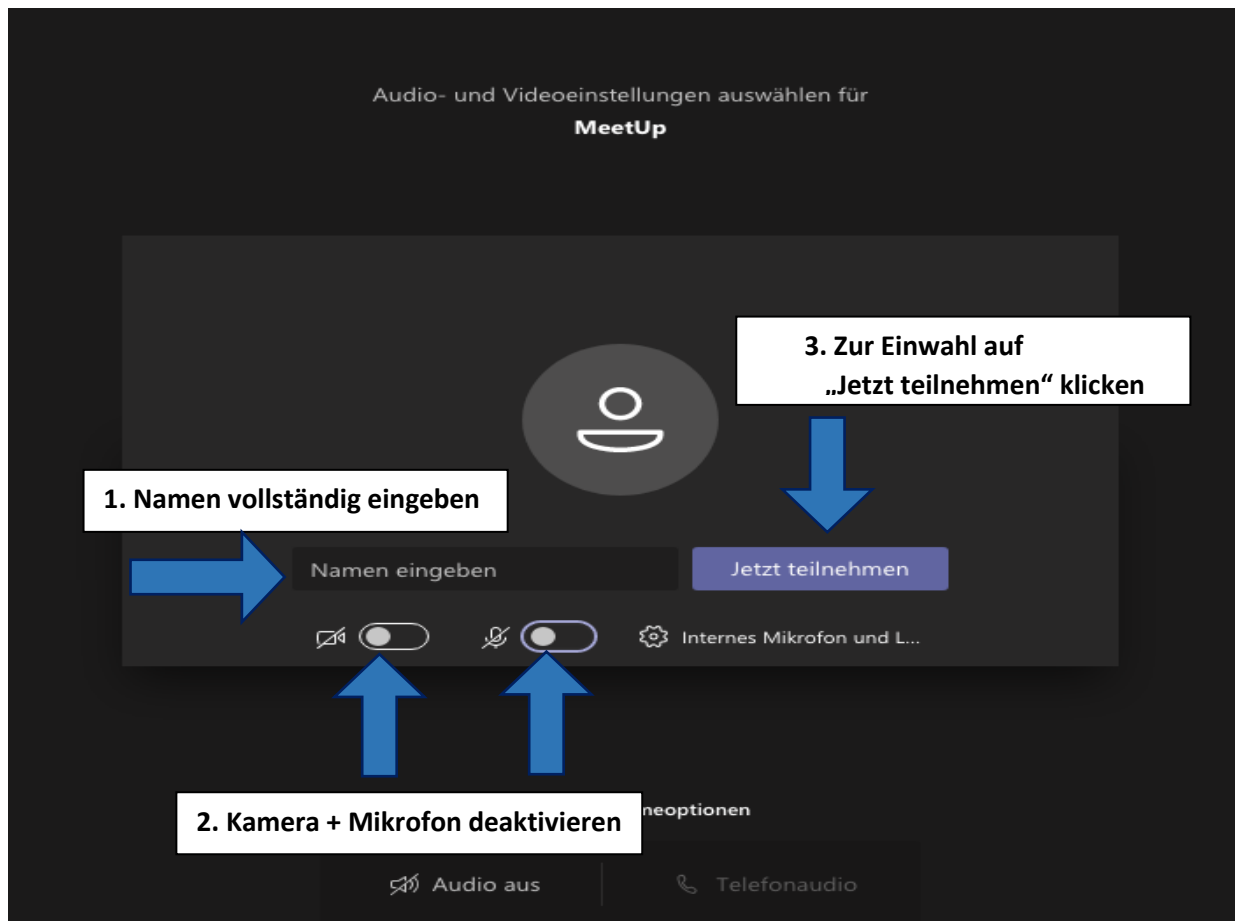 Audio- und Videoeinstellungen auswählen für
MeetUp
3. Zur Einwahl auf
„Jetzt teilnehmen“ klicken
1. Namen vollständig eingeben
Namen eingeben
Jetzt teilnehmen
Internes Mikrofon und L...
2. Kamera + Mikrofon deaktivieren
meoptionen
Audio aus
Telefonaudio